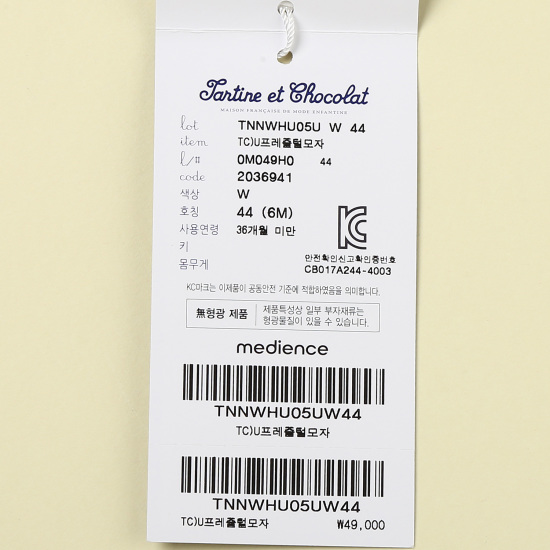 Tartine et Chocolat
MAISON FRANÇAISE DE MODE ENFANTINE
lot TNNWHU05U W 44
item TC)U프레쥴털모자
l/# 0M049H0 44
code 2036941
색상 W
호칭 44 (6M)
사용연령 36개월 미만
키
몸무게
KC
안전확인신고확인증번호
CB017A244-4003
KC마크는 이제품이 공동안전 기준에 적합하였음을 의미합니다.
無형광 제품
제품특성상 일부 부자재류는
형광물질이 있을 수 있습니다.
medience
TNNWHU05UW44
TC)U프레쥴털모자
TNNWHU05UW44
TC)U프레쥴털모자 ₩49,000